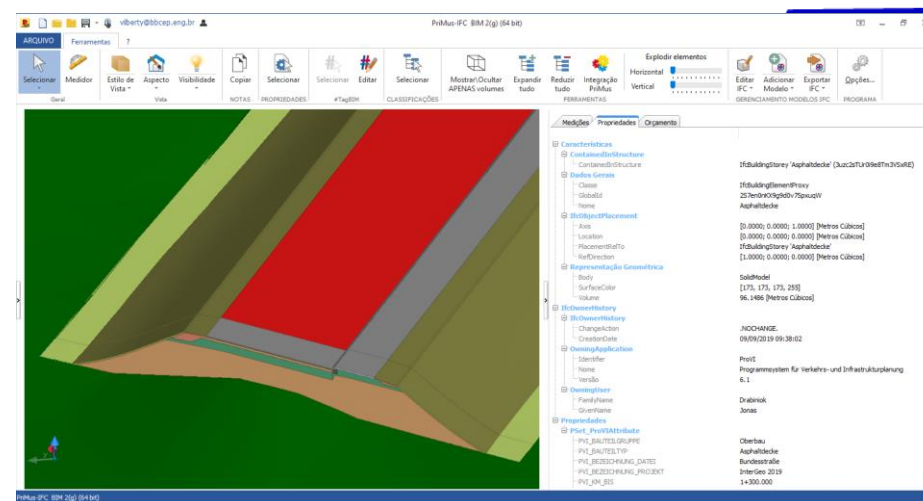 vlberty@bbcep.eng.br
PriMus-IFC BIM 2(g) (64 bit)
ARQUIVO Ferramentas ?
Selecionar Medidor Estilo de Vista Aspecto Visibilidade Copiar Selecionar Selecionar Editar Selecionar Mostrar\Ocultar APENAS volumes Expandir tudo Reduzir tudo Integração PriMus Explodir elementos Horizontal Vertical Editar IFC Adicionar Modelo Exportar IFC Opções...
Geral Vista NOTAS PROPRIEDADES #TagBIM CLASSIFICAÇÕES FERRAMENTAS GERENCIAMENTO MODELOS IFC PROGRAMA
Medições Propriedades Orçamento
Características
ContainedInStructure
ContainedInStructure IfcBuildingStorey 'Asphaltdecke'
Dados Gerais
Classe IfcBuildingElementProxy
GlobalId
Nome Asphaltdecke
IfcObjectPlacement
Axis [0.0000; 0.0000; 1.0000] [Metros Cúbicos]
Location [0.0000; 0.0000; 0.0000] [Metros Cúbicos]
PlacementRelTo IfcBuildingStorey 'Asphaltdecke'
RefDirection [1.0000; 0.0000; 0.0000] [Metros Cúbicos]
Representação Geométrica
Body SolidModel
SurfaceColor [173, 173, 173, 255]
Volume 96.1486 [Metros Cúbicos]
IfcOwnerHistory
IfcOwnerHistory
ChangeAction .NOCHANGE.
CreationDate 09/09/2019 09:38:02
OwningApplication
Identifier ProVI
Nome Programmsystem für Verkehrs- und Infrastrukturplanung
Versão 6.1
OwningUser
FamilyName Drabiniok
GivenName Jonas
Propriedades
PSet_ProVIAttribute
PVI_BAUTEILGRUPPE Oberbau
PVI_BAUTEILTYP Asphaltdecke
PVI_BEZEICHNUNG_DATEI Bundesstraße
PVI_BEZEICHNUNG_PROJEKT InterGeo 2019
PVI_KM_BIS 1+300.000
PriMus-IFC BIM 2(g) (64 bit)